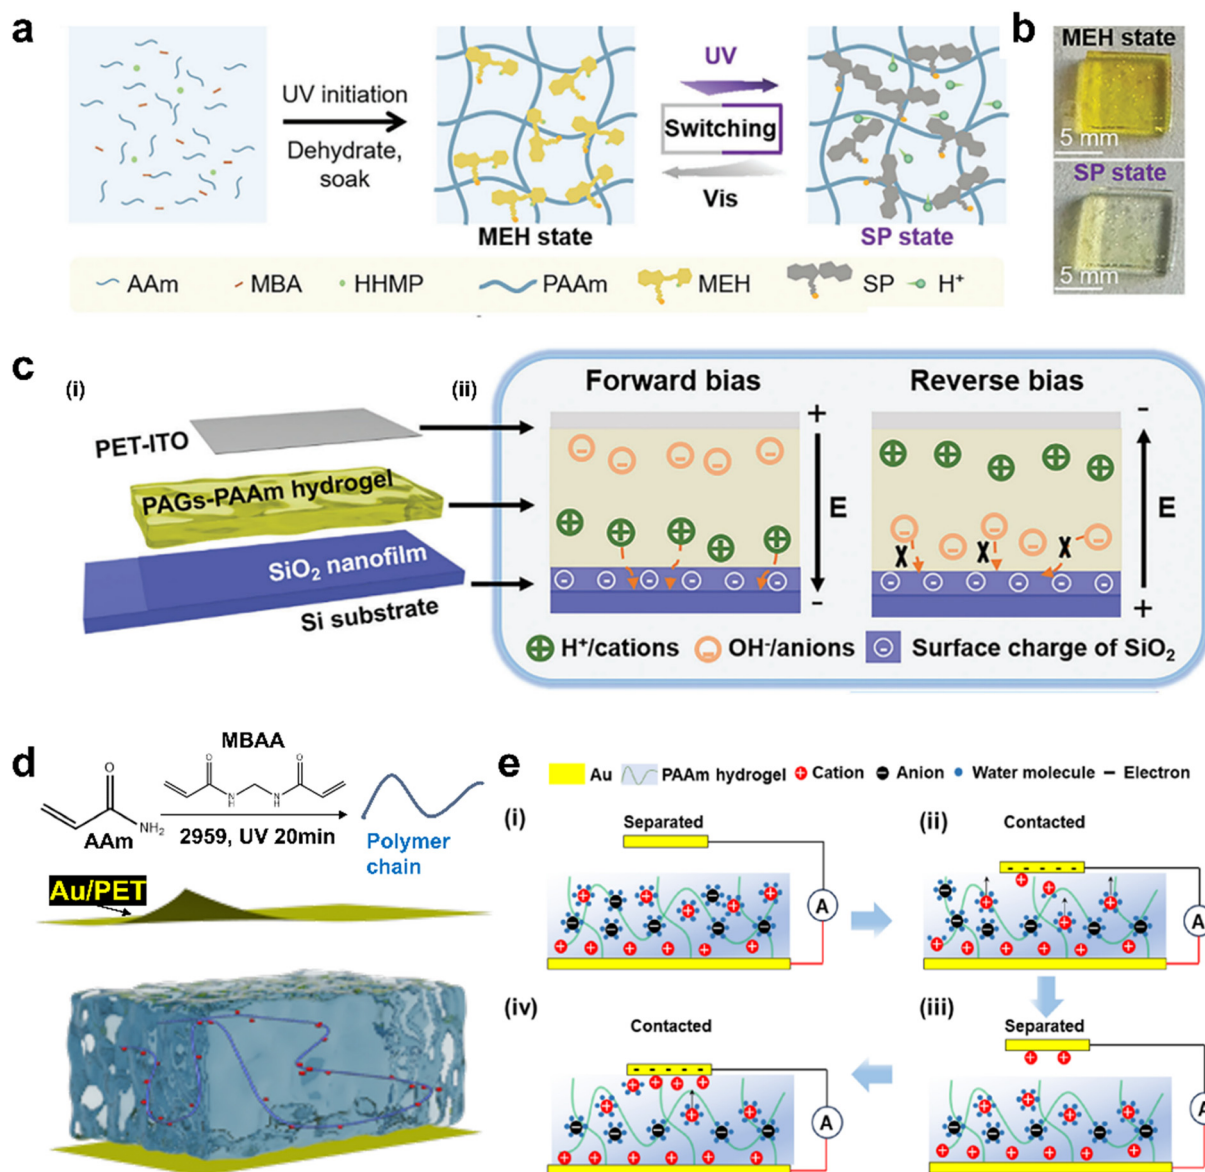 a
UV initiation
Dehydrate,
soak
MEH state
UV
Switching
Vis
SP state
AAm
MBA
HHMP
PAAm
MEH
SP
H⁺
b
MEH state
5 mm
SP state
5 mm
c
(i)
PET-ITO
PAGs-PAAm hydrogel
SiO₂ nanofilm
Si substrate
(ii)
Forward bias
+
E
-
Reverse bias
-
E
+
X
X
X
H⁺/cations
OH⁻/anions
Surface charge of SiO₂
d
O
NH₂
AAm
MBAA
O
O
N
H
N
H
2959, UV 20min
Polymer
chain
Au/PET
e
Au
PAAm hydrogel
Cation
Anion
Water molecule
Electron
(i)
Separated
A
(ii)
Contacted
A
(iv)
Contacted
A
(iii)
Separated
A